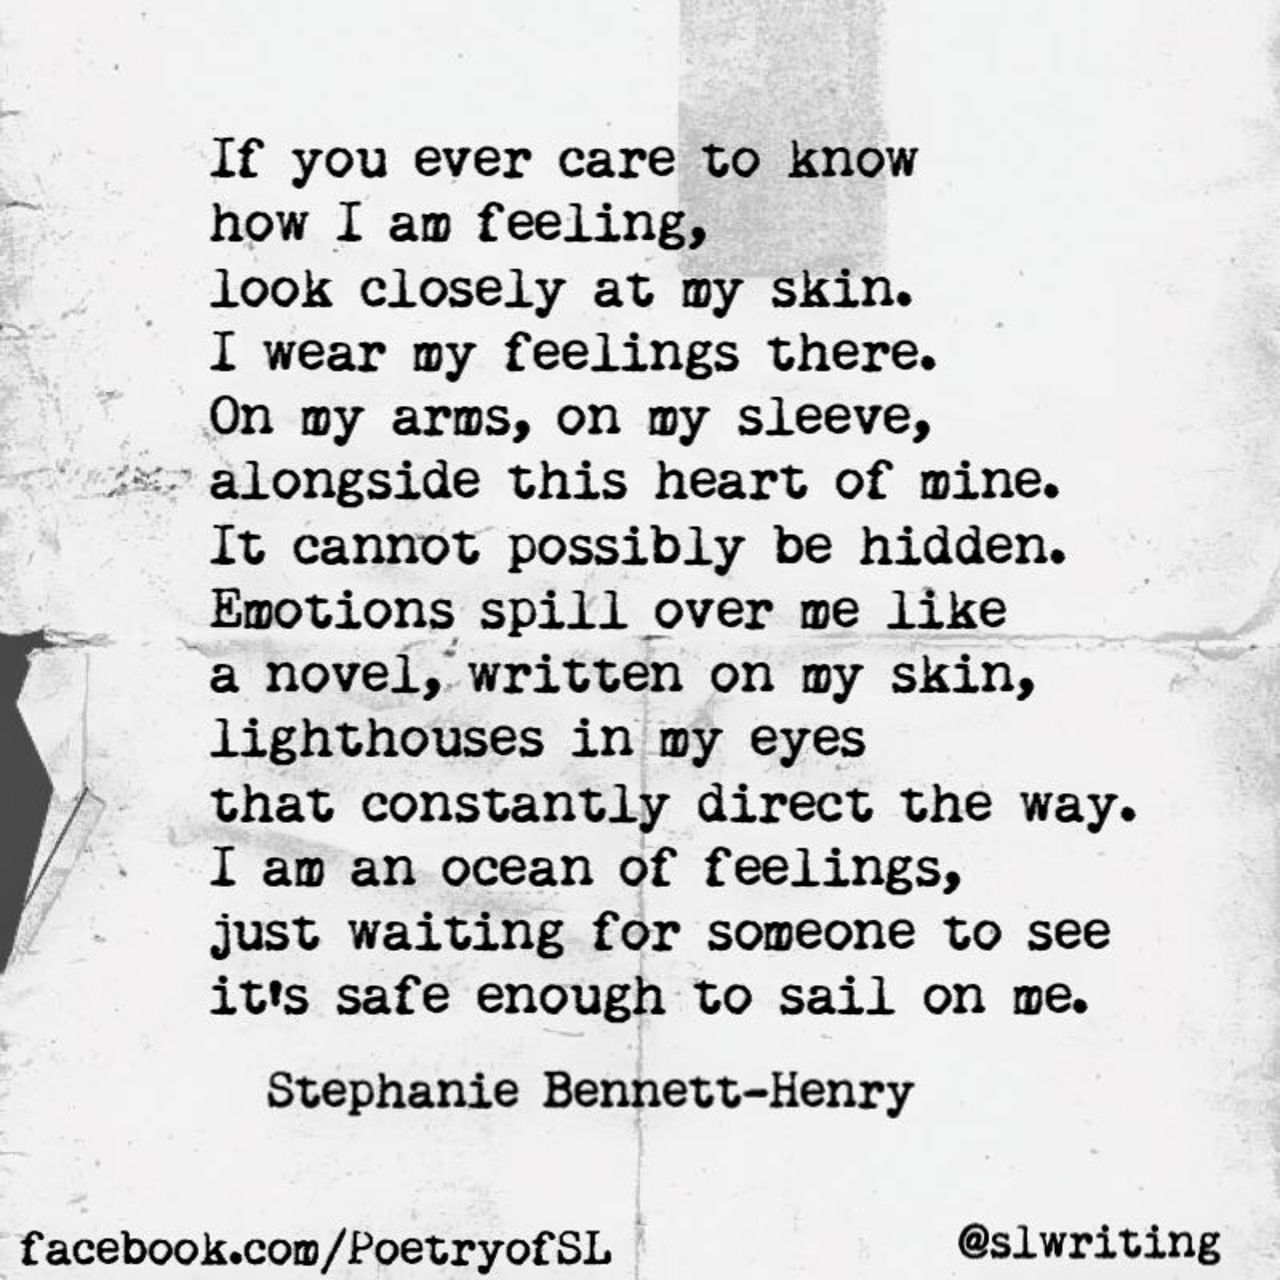 If you ever care to know
how I am feeling,
look closely at my skin.
I wear my feelings there.
On my arms, on my sleeve,
alongside this heart of mine.
It cannot possibly be hidden.
Emotions spill over me like
a novel, written on my skin,
lighthouses in my eyes
that constantly direct the way.
I am an ocean of feelings,
just waiting for someone to see
it's safe enough to sail on me.
Stephanie Bennett-Henry
facebook.com/PoetryofSL
@slwriting